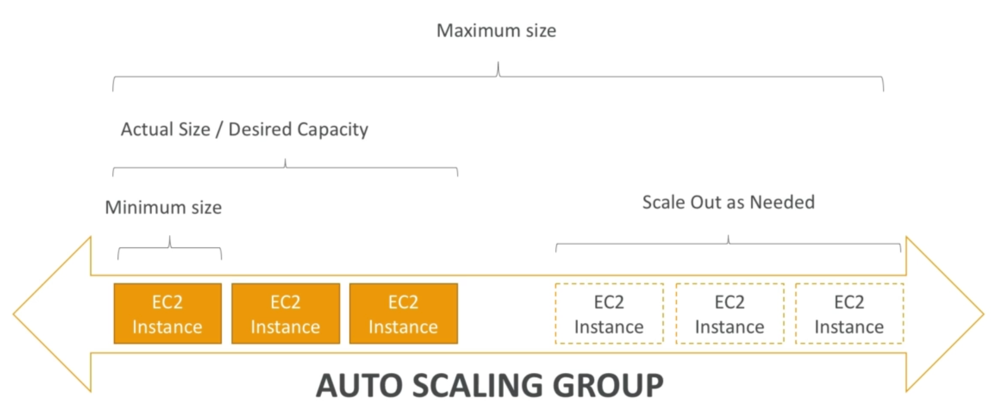 Maximum size
Actual Size / Desired Capacity
Minimum size
Scale Out as Needed
EC2
Instance
EC2
Instance
EC2
Instance
EC2
Instance
EC2
Instance
EC2
Instance
AUTO SCALING GROUP